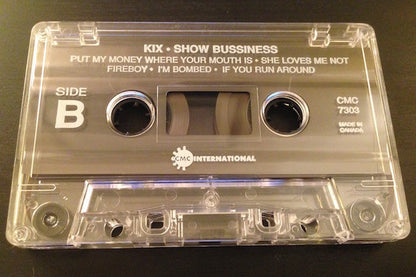 KIX • SHOW BUSSINESS
PUT MY MONEY WHERE YOUR MOUTH IS • SHE LOVES ME NOT
FIREBOY • I'M BOMBED • IF YOU RUN AROUND
SIDE
B
CMC
7303
MADE IN
CANADA
CMC INTERNATIONAL